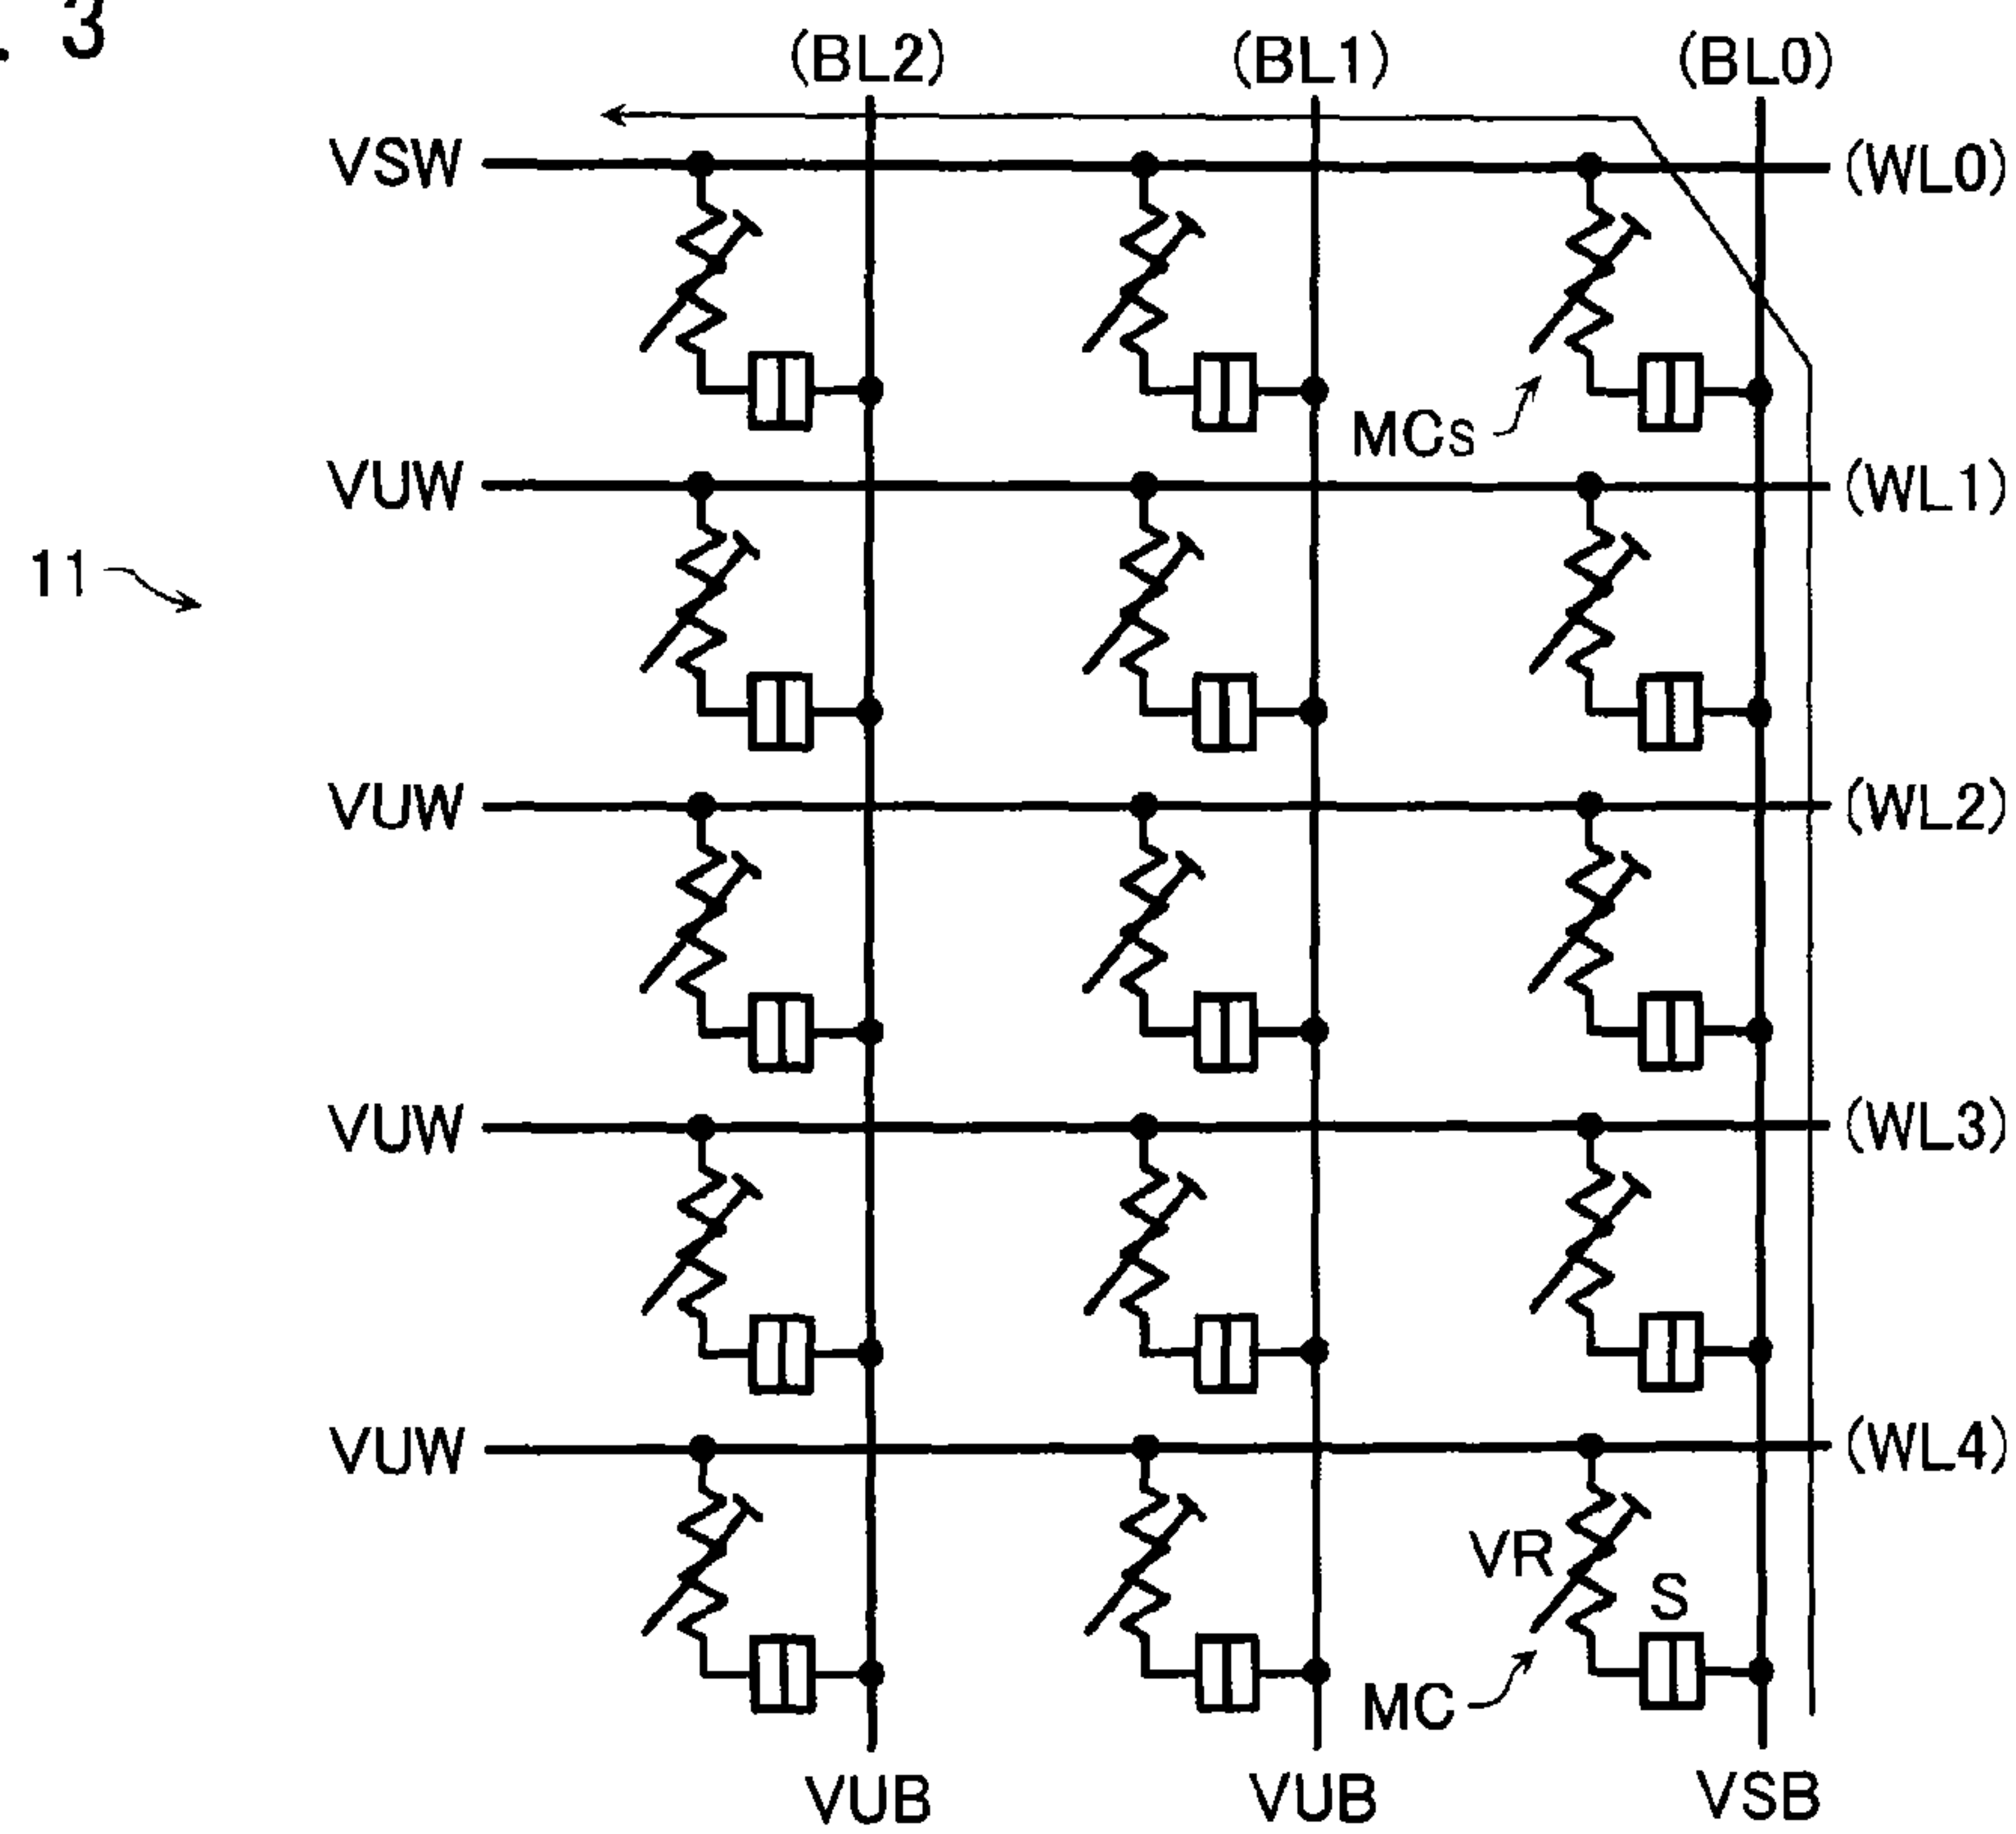 . 3
(BL2) (BL1) (BL0)
VSW (WL0)
MCs
VUW (WL1)
11
VUW (WL2)
VUW (WL3)
VUW (WL4)
VR
S
MC
VUB VUB VSB